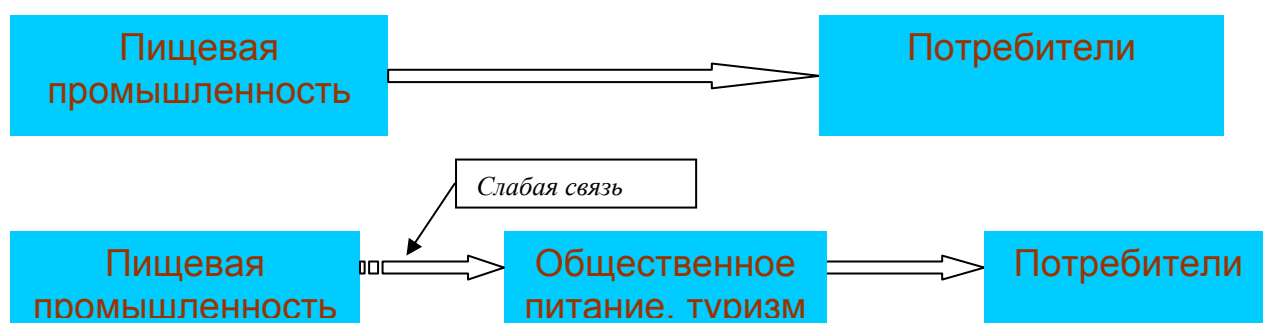 Пищевая
промышленность
Потребители
Слабая связь
Пищевая
промышленность
Общественное
питание, туризм
Потребители